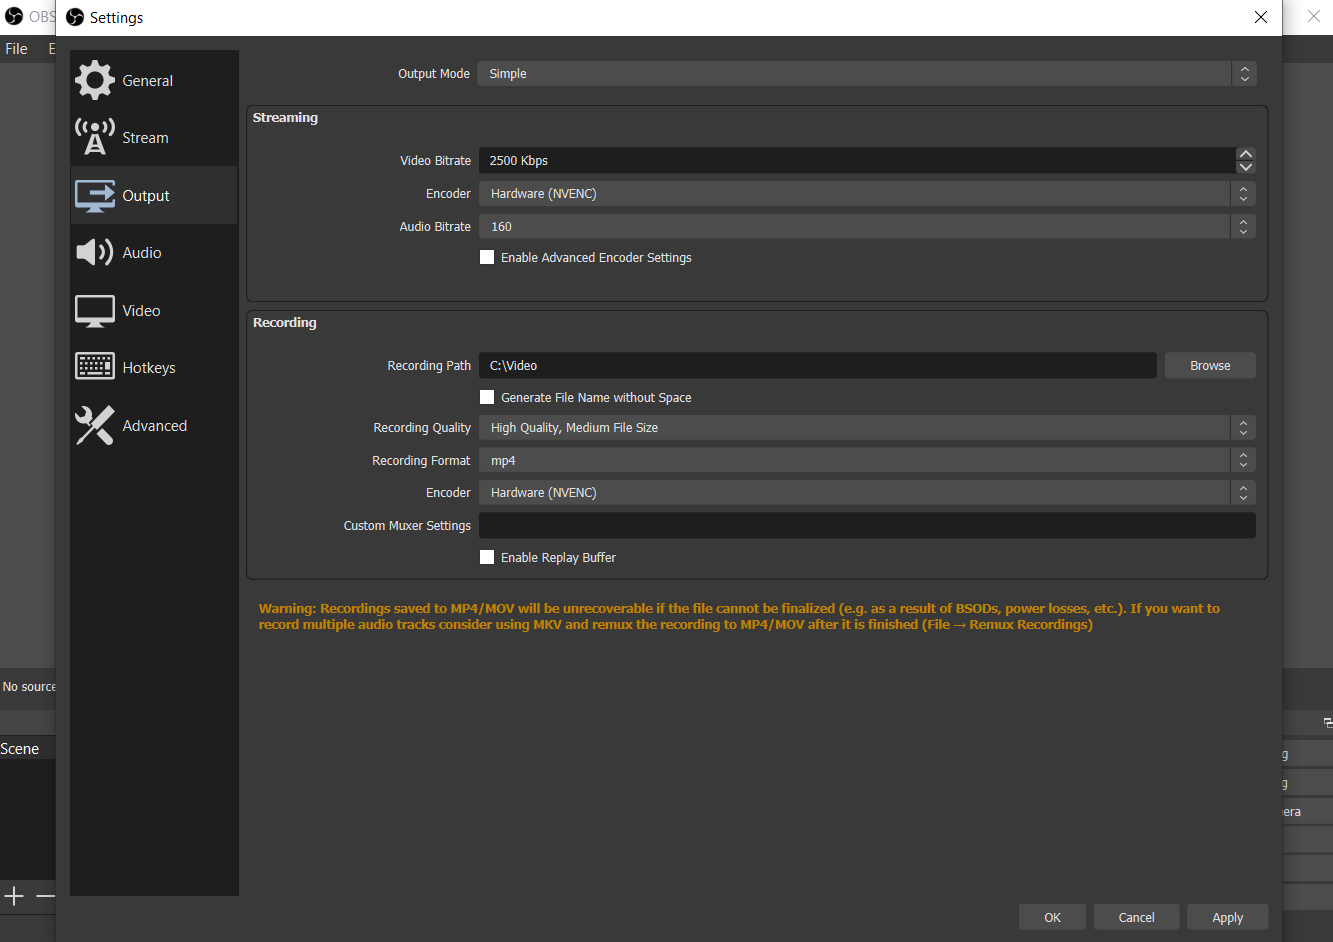 OBS
Settings
File
General
Stream
Output
Audio
Video
Hotkeys
Advanced
Output Mode Simple
Streaming
Video Bitrate 2500 Kbps
Encoder Hardware (NVENC)
Audio Bitrate 160
Enable Advanced Encoder Settings
Recording
Recording Path C:\Video Browse
Generate File Name without Space
Recording Quality High Quality, Medium File Size
Recording Format mp4
Encoder Hardware (NVENC)
Custom Muxer Settings
Enable Replay Buffer
Warning: Recordings saved to MP4/MOV will be unrecoverable if the file cannot be finalized (e.g. as a result of BSODs, power losses, etc.). If you want to
record multiple audio tracks consider using MKV and remux the recording to MP4/MOV after it is finished (File → Remux Recordings)
No source
Scene
OK Cancel Apply